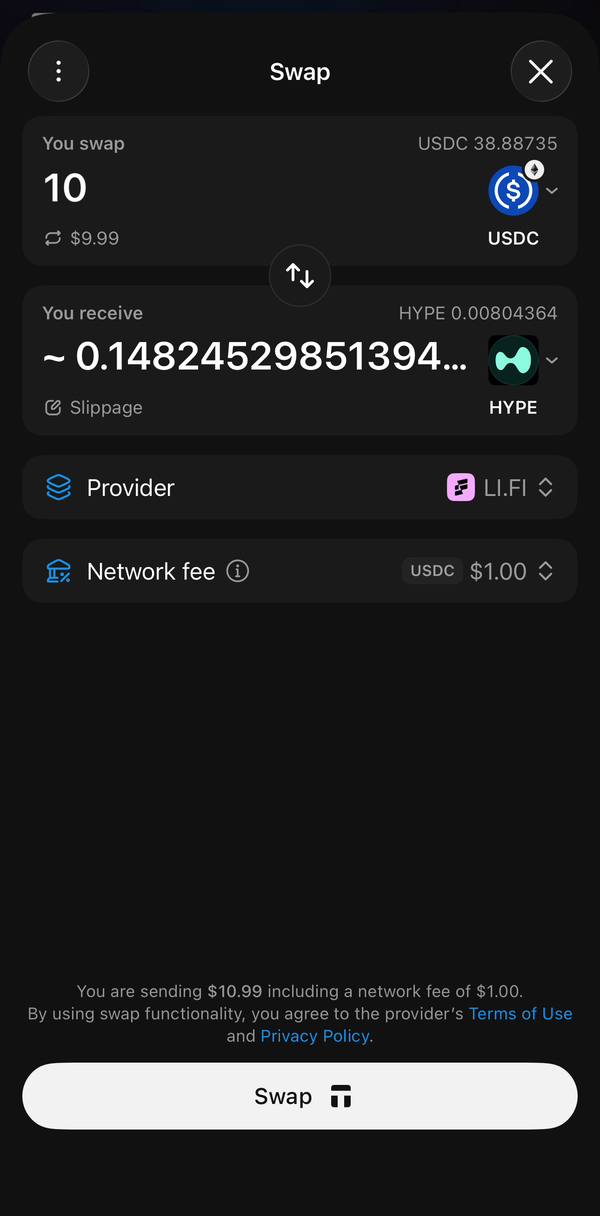 Swap
You swap USDC 38.88735
10
$9.99 USDC
You receive HYPE 0.00804364
~ 0.14824529851394...
Slippage HYPE
Provider LI.FI
Network fee USDC $1.00
You are sending $10.99 including a network fee of $1.00.
By using swap functionality, you agree to the provider's Terms of Use
and Privacy Policy.
Swap